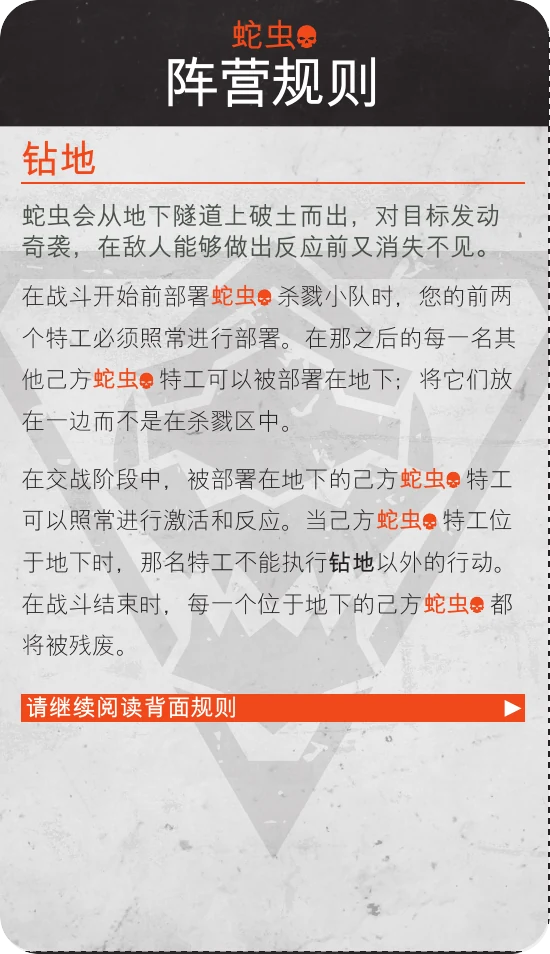 蛇虫
阵营规则
钻地
蛇虫会从地下隧道上破土而出，对目标发动
奇袭，在敌人能够做出反应前又消失不见。
在战斗开始前部署蛇虫 杀戮小队时，您的前两
个特工必须照常进行部署。在那之后的每一名其
他己方蛇虫 特工可以被部署在地下；将它们放
在一边而不是在杀戮区中。
在交战阶段中，被部署在地下的己方蛇虫 特工
可以照常进行激活和反应。当己方蛇虫 特工位
于地下时，那名特工不能执行钻地以外的行动。
在战斗结束时，每一个位于地下的己方蛇虫 都
将被残废。
请继续阅读背面规则